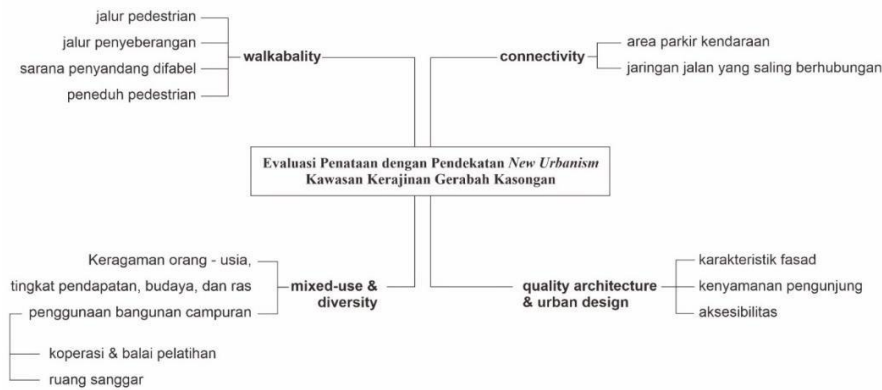 jalur pedestrian
jalur penyeberangan
sarana penyandang difabel
peneduh pedestrian
walkabality
connectivity
area parkir kendaraan
jaringan jalan yang saling berhubungan
Evaluasi Penataan dengan Pendekatan New Urbanism
Kawasan Kerajinan Gerabah Kasongan
Keragaman orang - usia,
tingkat pendapatan, budaya, dan ras
penggunaan bangunan campuran
koperasi & balai pelatihan
ruang sanggar
mixed-use &
diversity
quality architecture
& urban design
karakteristik fasad
kenyamanan pengunjung
aksesibilitas